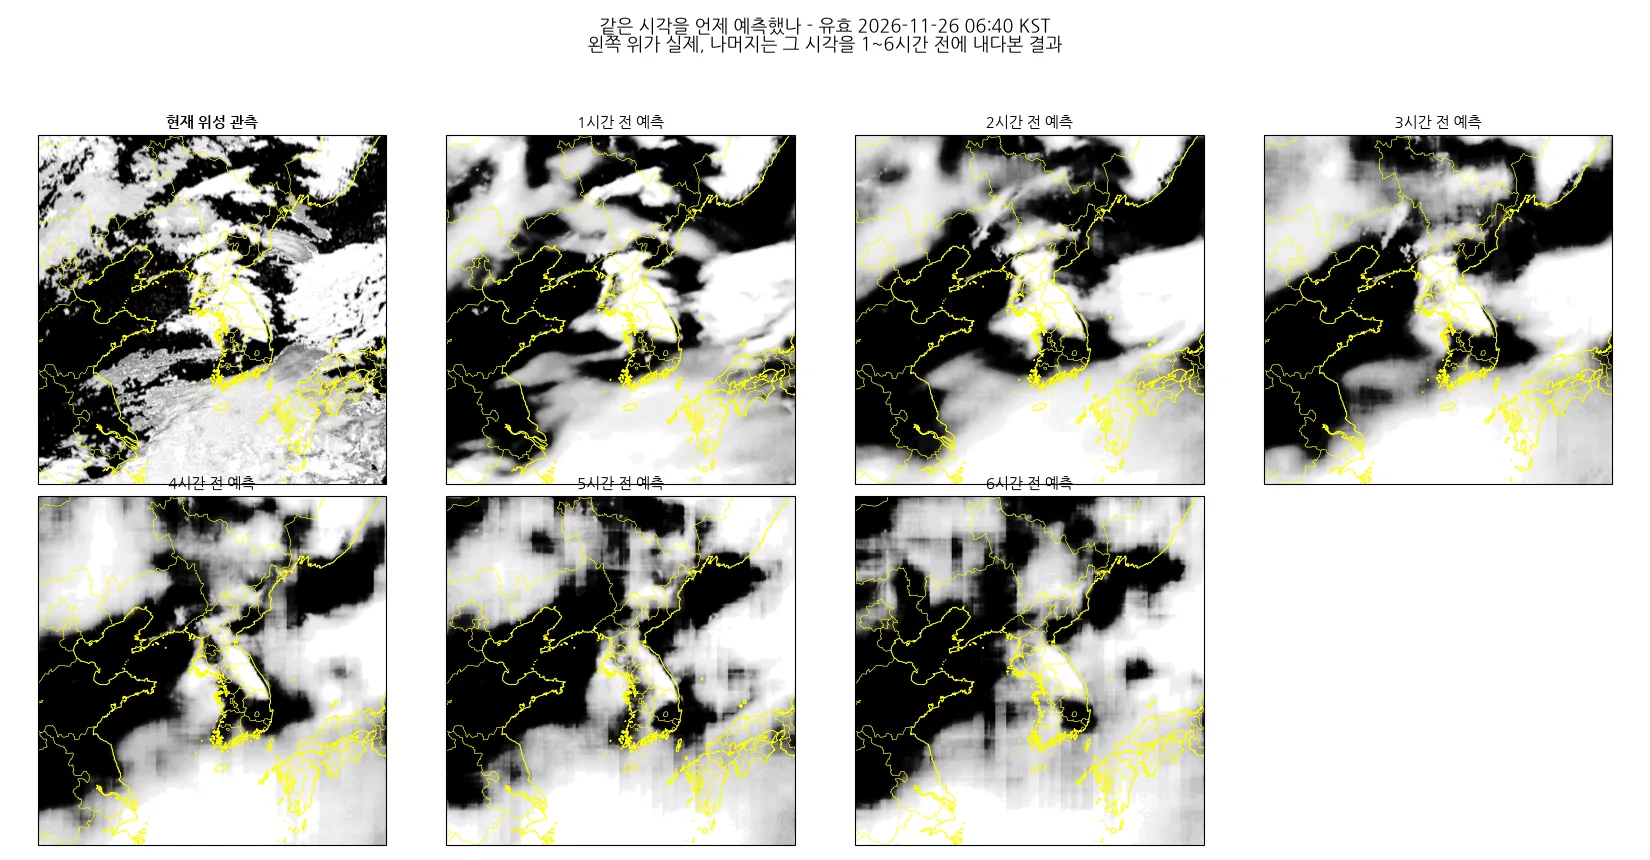 같은 시각을 언제 예측했나 - 유효 2026-11-26 06:40 KST
왼쪽 위가 실제, 나머지는 그 시각을 1~6시간 전에 내다본 결과
현재 위성 관측
1시간 전 예측
2시간 전 예측
3시간 전 예측
4시간 전 예측
5시간 전 예측
6시간 전 예측